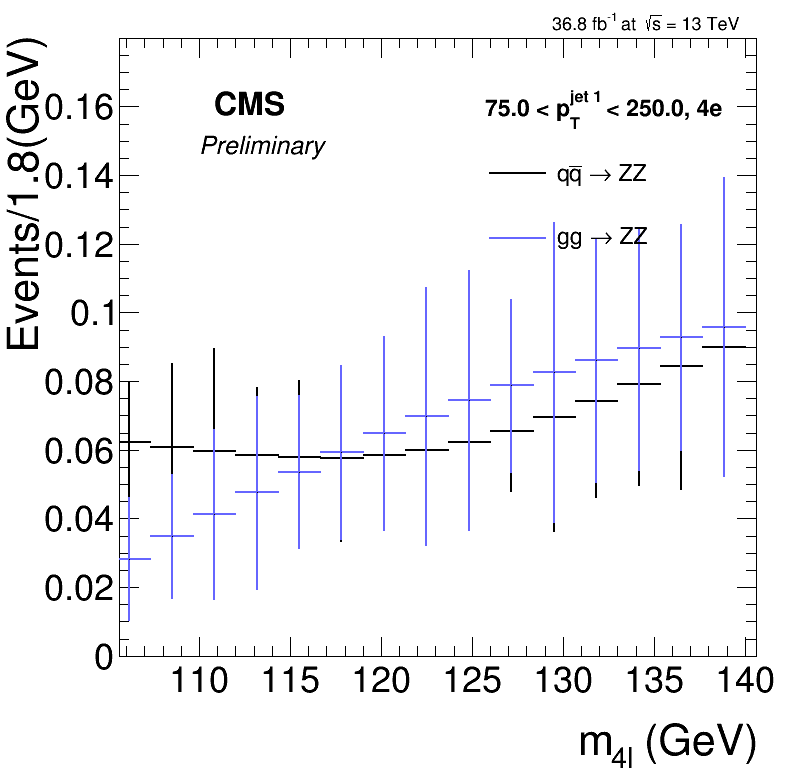 36.8 fb⁻¹ at √s = 13 TeV
Events/1.8(GeV)
CMS
Preliminary
75.0 < p_T^{jet 1} < 250.0, 4e
qq̅ → ZZ
gg → ZZ
0.16
0.14
0.12
0.1
0.08
0.06
0.04
0.02
0
110 115 120 125 130 135 140
m_{4l} (GeV)